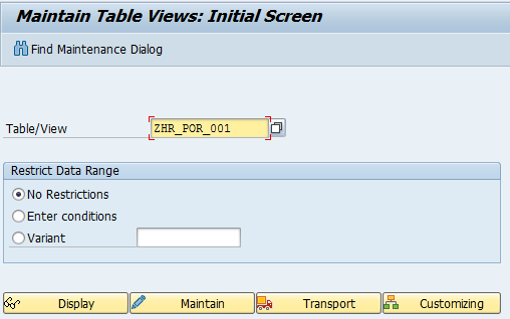 Maintain Table Views: Initial Screen
Find Maintenance Dialog
Table/View ZHR_POR_001
Restrict Data Range
No Restrictions
Enter conditions
Variant
Display Maintain Transport Customizing